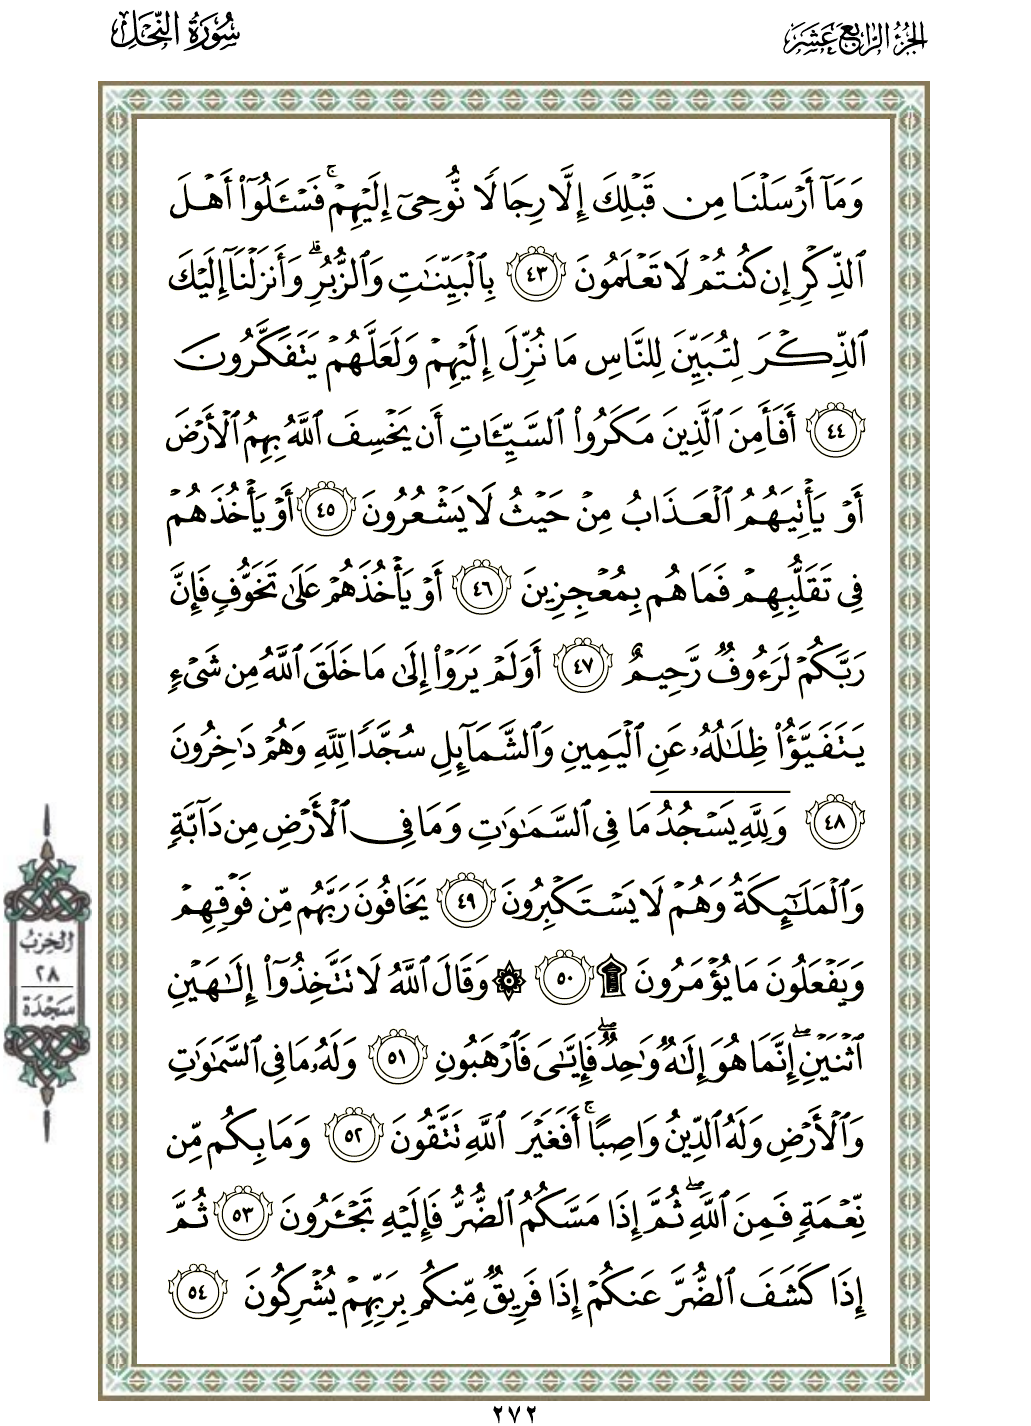 الجزء الرابع عشر
سورة النحل
وَمَآ أَرۡسَلۡنَا مِن قَبۡلِكَ إِلَّا رِجَالٗا نُّوحِيٓ إِلَيۡهِمۡۚ فَسۡـَٔلُوٓاْ أَهۡلَ
ٱلذِّكۡرِ إِن كُنتُمۡ لَا تَعۡلَمُونَ ٤٣ بِٱلۡبَيِّنَٰتِ وَٱلزُّبُرِۗ وَأَنزَلۡنَآ إِلَيۡكَ
ٱلذِّكۡرَ لِتُبَيِّنَ لِلنَّاسِ مَا نُزِّلَ إِلَيۡهِمۡ وَلَعَلَّهُمۡ يَتَفَكَّرُونَ
٤٤ أَفَأَمِنَ ٱلَّذِينَ مَكَرُواْ ٱلسَّيِّـَٔاتِ أَن يَخۡسِفَ ٱللَّهُ بِهِمُ ٱلۡأَرۡضَ
أَوۡ يَأۡتِيَهُمُ ٱلۡعَذَابُ مِنۡ حَيۡثُ لَا يَشۡعُرُونَ ٤٥ أَوۡ يَأۡخُذَهُمۡ
فِي تَقَلُّبِهِمۡ فَمَا هُم بِمُعۡجِزِينَ ٤٦ أَوۡ يَأۡخُذَهُمۡ عَلَىٰ تَخَوُّفٖ فَإِنَّ
رَبَّكُمۡ لَرَءُوفٞ رَّحِيمٌ ٤٧ أَوَلَمۡ يَرَوۡاْ إِلَىٰ مَا خَلَقَ ٱللَّهُ مِن شَيۡءٖ
يَتَفَيَّؤُاْ ظِلَٰلُهُۥ عَنِ ٱلۡيَمِينِ وَٱلشَّمَآئِلِ سُجَّدٗا لِّلَّهِ وَهُمۡ دَٰخِرُونَ
٤٨ وَلِلَّهِ يَسۡجُدُۤ مَا فِي ٱلسَّمَٰوَٰتِ وَمَا فِي ٱلۡأَرۡضِ مِن دَآبَّةٖ
وَٱلۡمَلَٰٓئِكَةُ وَهُمۡ لَا يَسۡتَكۡبِرُونَ ٤٩ يَخَافُونَ رَبَّهُم مِّن فَوۡقِهِمۡ
وَيَفۡعَلُونَ مَا يُؤۡمَرُونَ ۩ ٥٠ ۞ وَقَالَ ٱللَّهُ لَا تَتَّخِذُوٓاْ إِلَٰهَيۡنِ
ٱثۡنَيۡنِۖ إِنَّمَا هُوَ إِلَٰهٞ وَٰحِدٞۖ فَإِيَّٰيَ فَٱرۡهَبُونِ ٥١ وَلَهُۥ مَا فِي ٱلسَّمَٰوَٰتِ
وَٱلۡأَرۡضِ وَلَهُ ٱلدِّينُ وَاصِبًاۚ أَفَغَيۡرَ ٱللَّهِ تَتَّقُونَ ٥٢ وَمَا بِكُم مِّن
نِّعۡمَةٖ فَمِنَ ٱللَّهِۖ ثُمَّ إِذَا مَسَّكُمُ ٱلضُّرُّ فَإِلَيۡهِ تَجۡـَٔرُونَ ٥٣ ثُمَّ
إِذَا كَشَفَ ٱلضُّرَّ عَنكُمۡ إِذَا فَرِيقٞ مِّنكُم بِرَبِّهِمۡ يُشۡرِكُونَ ٥٤
الحزب
٢٨
سجدة
٢٧٢